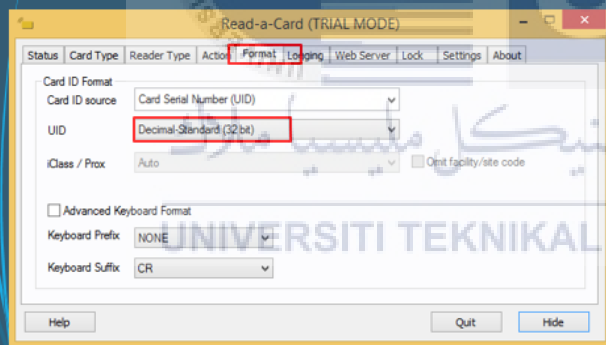 Read-a-Card (TRIAL MODE)
Status Card Type Reader Type Action Format Logging Web Server Lock Settings About
Card ID Format
Card ID source Card Serial Number (UID)
UID Decimal-Standard (32 bit)
iClass / Prox Auto Omit facility/site code
Advanced Keyboard Format
Keyboard Prefix NONE
UNIVERSITI TEKNIKAL
Keyboard Suffix CR
Help Quit Hide